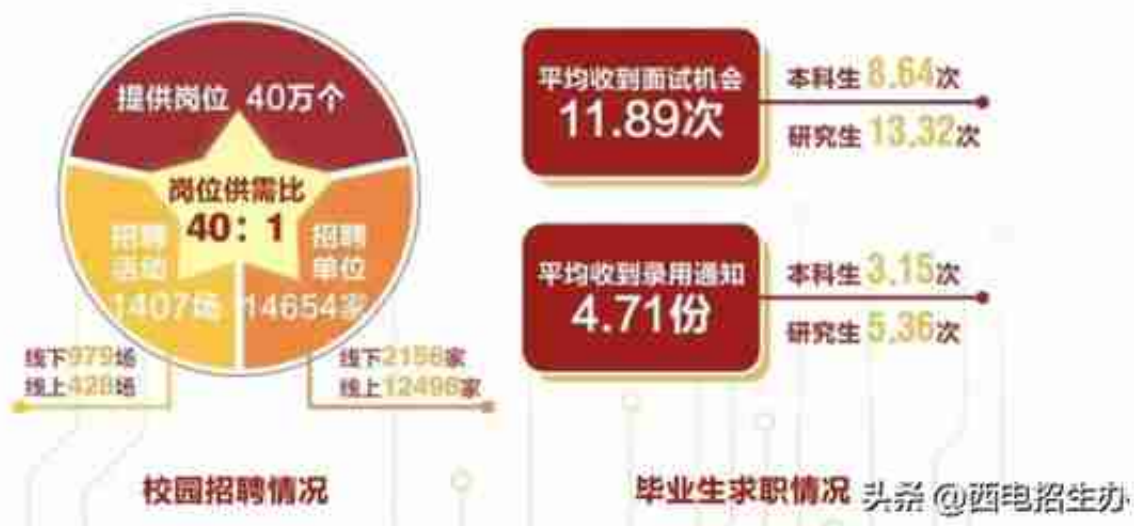 提供岗位 40万个
岗位供需比
40：1
招聘
活动
1407场
招聘
单位
14654家
线下979场
线上428场
线下2156家
线上12498家
校园招聘情况
平均收到面试机会
11.89次
本科生 8.64次
研究生 13.32次
平均收到录用通知
4.71份
本科生 3.15次
研究生 5.36次
毕业生求职情况
头条 @西电招生办